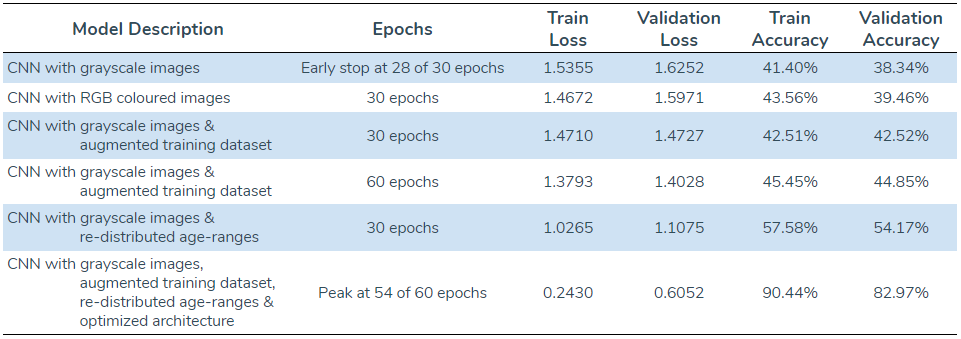 Model Description Epochs Train Loss Validation Loss Train Accuracy Validation Accuracy
CNN with grayscale images Early stop at 28 of 30 epochs 1.5355 1.6252 41.40% 38.34%
CNN with RGB coloured images 30 epochs 1.4672 1.5971 43.56% 39.46%
CNN with grayscale images &
augmented training dataset 30 epochs 1.4710 1.4727 42.51% 42.52%
CNN with grayscale images &
augmented training dataset 60 epochs 1.3793 1.4028 45.45% 44.85%
CNN with grayscale images &
re-distributed age-ranges 30 epochs 1.0265 1.1075 57.58% 54.17%
CNN with grayscale images,
augmented training dataset,
re-distributed age-ranges &
optimized architecture Peak at 54 of 60 epochs 0.2430 0.6052 90.44% 82.97%